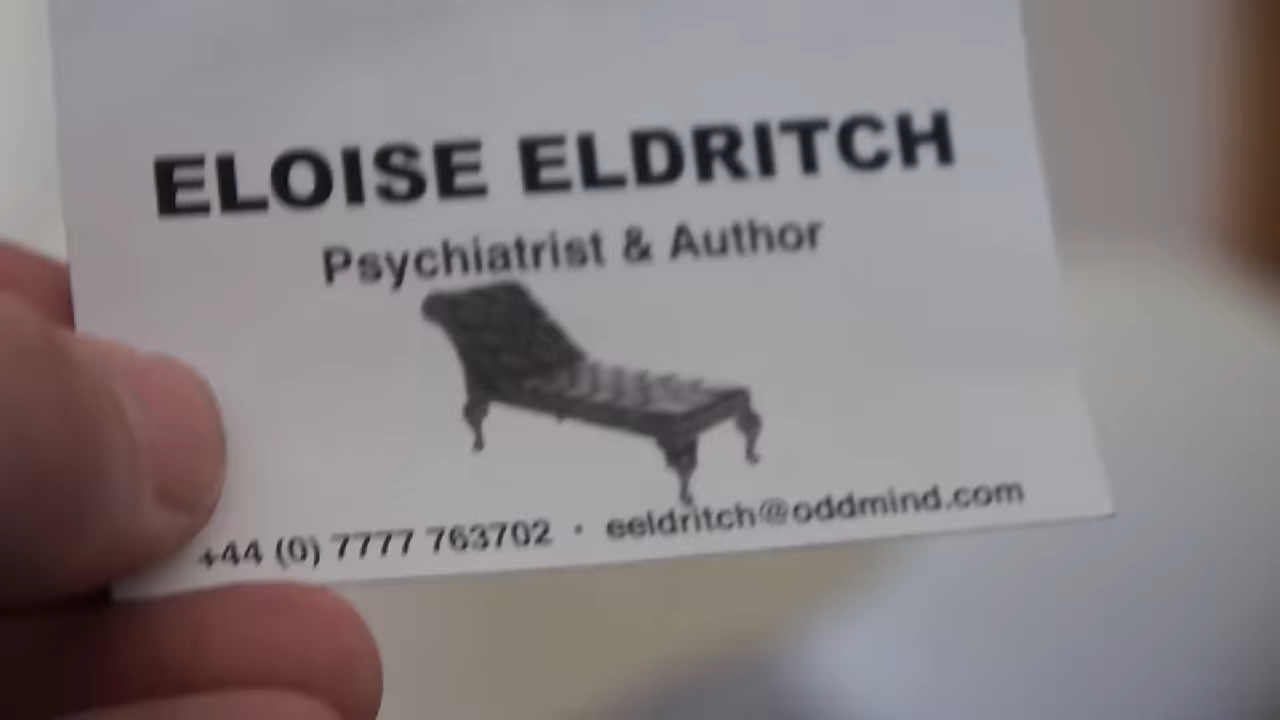 ELOISE ELDRITCH
Psychiatrist & Author
+44 (0) 7777 763702 · eeldritch@oddmind.com